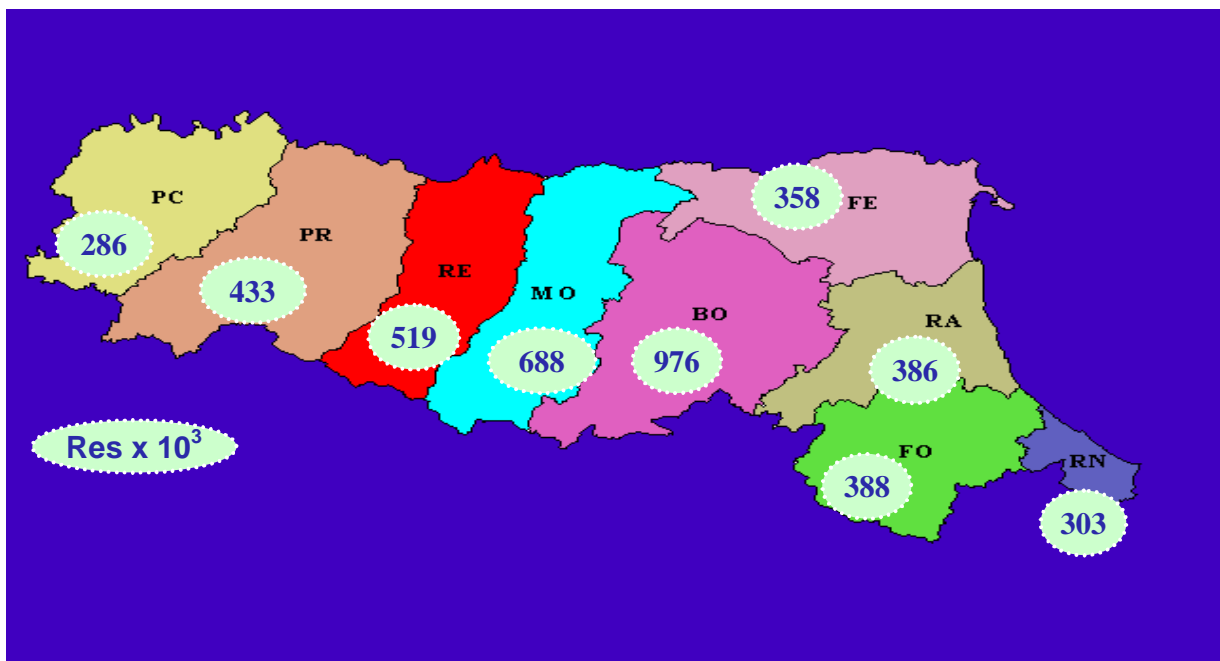 PC
286
PR
433
RE
519
M O
688
BO
976
358
FE
RA
386
FO
388
RN
303
Res x 10³